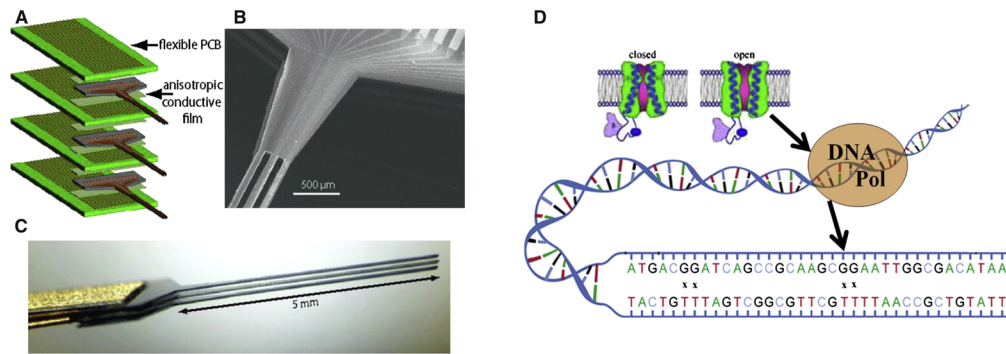 A
flexible PCB
anisotropic
conductive
film
B
500 µm
C
5 mm
D
closed
open
DNA
Pol
ATGACGGATCAGCCGCAAGCGGAATTGGCGACATAA
x x x x
TACTGTTTAGTCGGCGTTCGTTTTAACCGCTGTATT